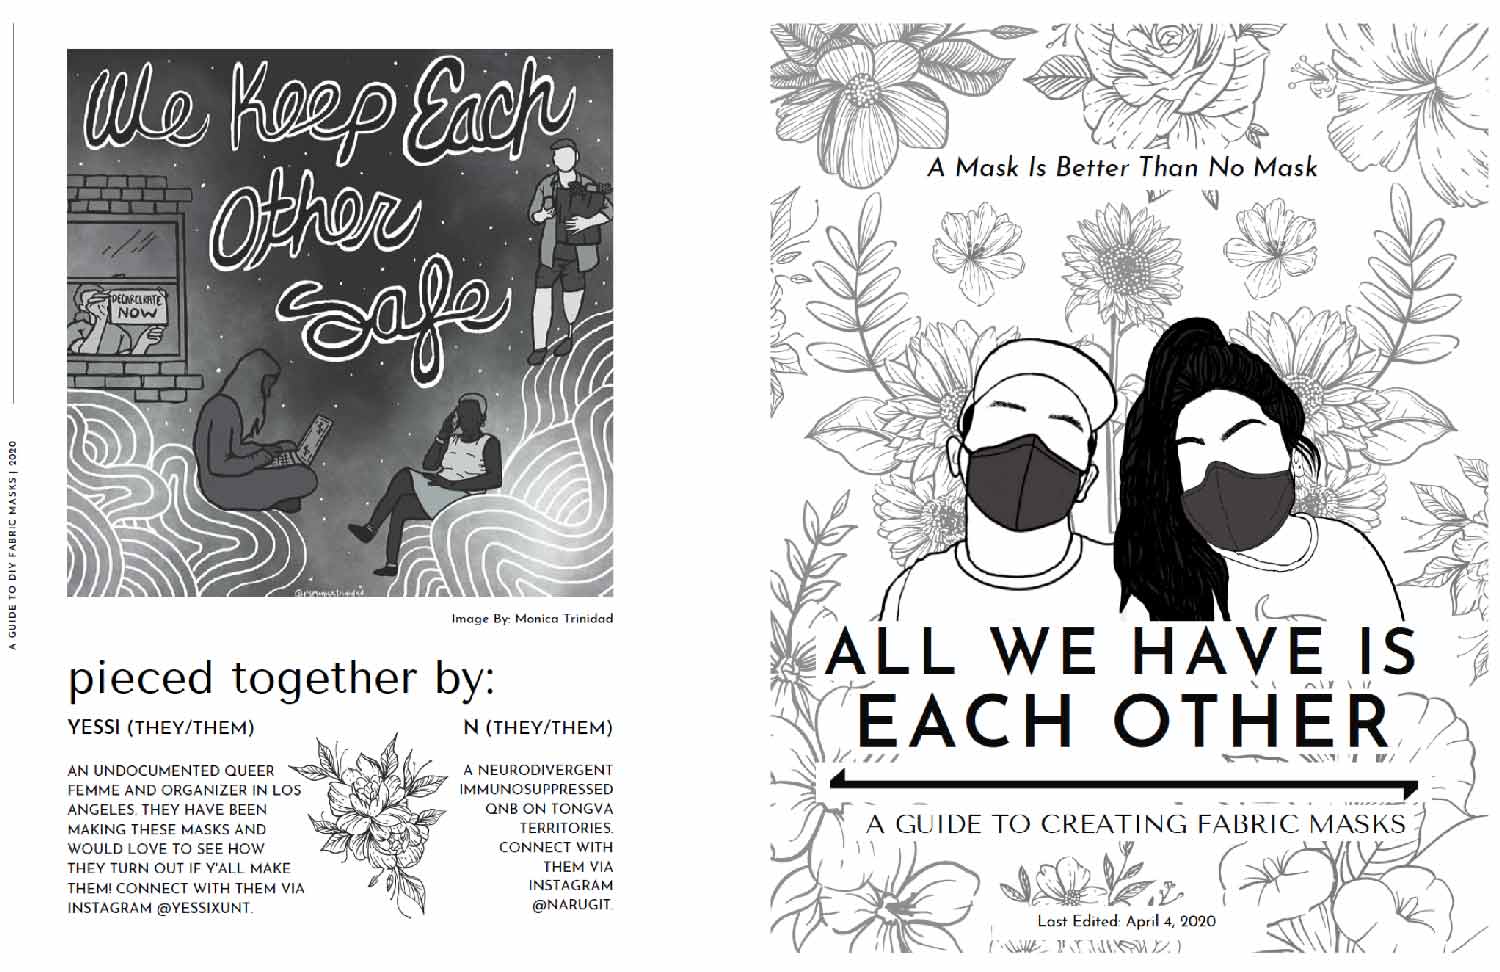 A GUIDE TO DIY FABRIC MASKS | 2020
We Keep Each
Other
Safe
DECARCERATE
NOW
Image By: Monica Trinidad
pieced together by:
YESSI (THEY/THEM)
AN UNDOCUMENTED QUEER
FEMME AND ORGANIZER IN LOS
ANGELES. THEY HAVE BEEN
MAKING THESE MASKS AND
WOULD LOVE TO SEE HOW
THEY TURN OUT IF Y'ALL MAKE
THEM! CONNECT WITH THEM VIA
INSTAGRAM @YESSIXUNT.
N (THEY/THEM)
A NEURODIVERGENT
IMMUNOSUPPRESSED
QNB ON TONGVA
TERRITORIES.
CONNECT WITH
THEM VIA
INSTAGRAM
@NARUGIT.
A Mask Is Better Than No Mask
ALL WE HAVE IS
EACH OTHER
A GUIDE TO CREATING FABRIC MASKS
Last Edited: April 4, 2020